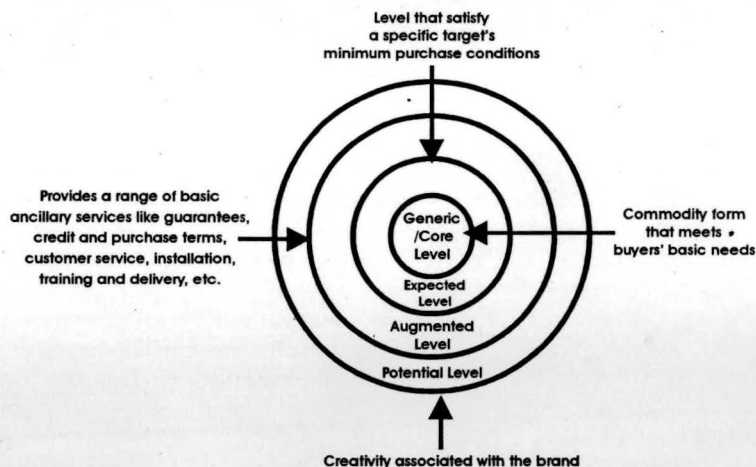 Level that satisfy
a specific target's
minimum purchase conditions
Provides a range of basic
ancillary services like guarantees,
credit and purchase terms,
customer service, installation,
training and delivery, etc.
Generic
/Core
Level
Commodity form
that meets
buyers' basic needs
Expected
Level
Augmented
Level
Potential Level
Creativity associated with the brand